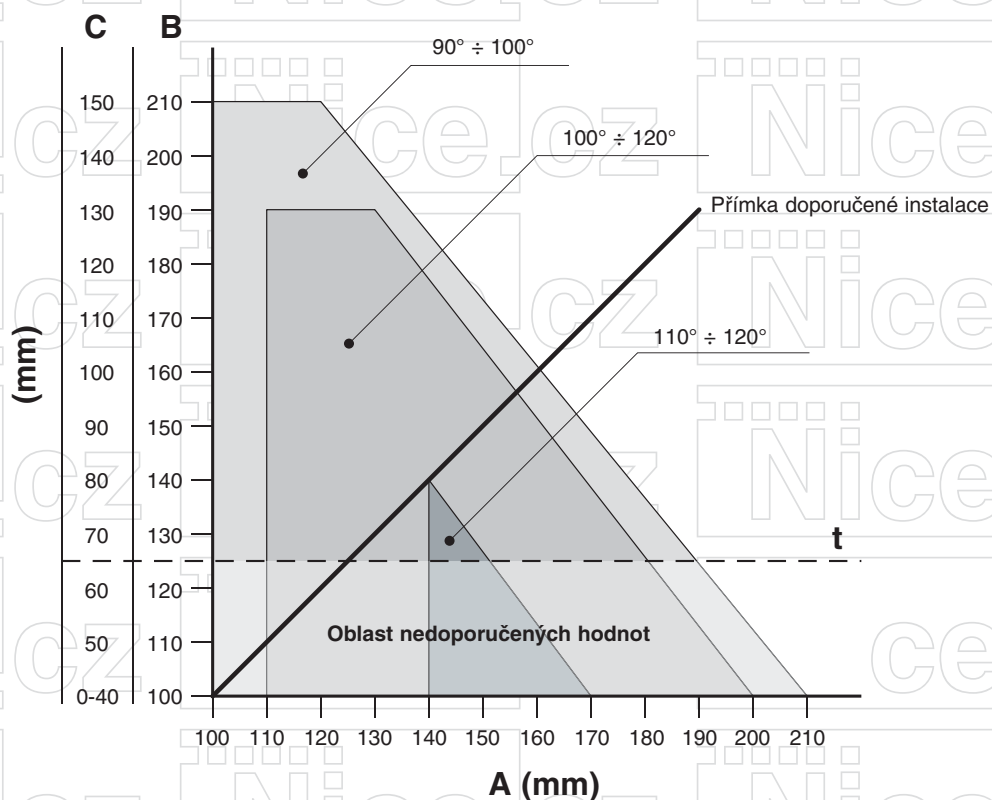 C B
90° ÷ 100°
150 210
100° ÷ 120°
140 200
130 190
Přímka doporučené instalace
120 180
110 170
110° ÷ 120°
(mm)
100 160
90 150
80 140
70 130
t
60 120
Oblast nedoporučených hodnot
50 110
0-40 100
100 110 120 130 140 150 160 170 180 190 200 210
A (mm)
Nice.cz